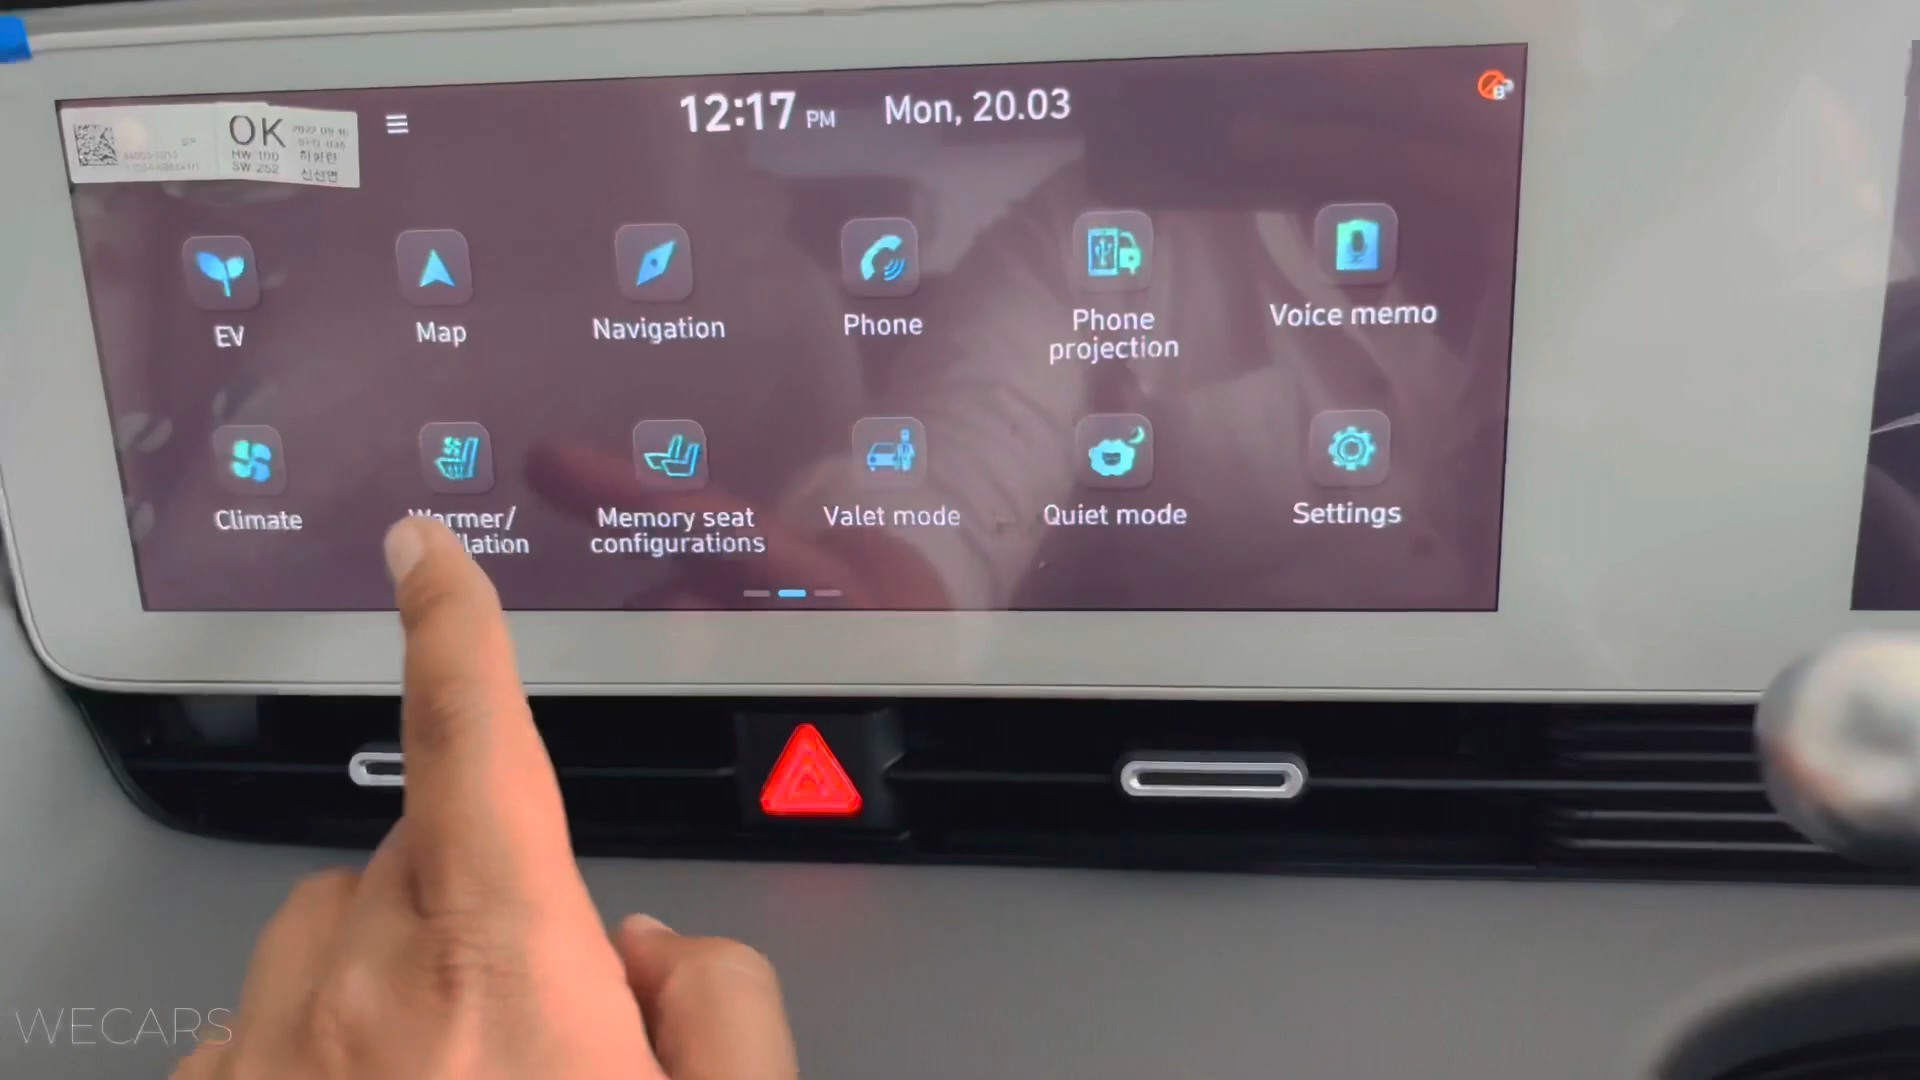 OK
HW 100
SW 252
12:17 PM
Mon, 20.03
EV
Map
Navigation
Phone
Phone
projection
Voice memo
Climate
Warmer/
lation
Memory seat
configurations
Valet mode
Quiet mode
Settings
WECARS